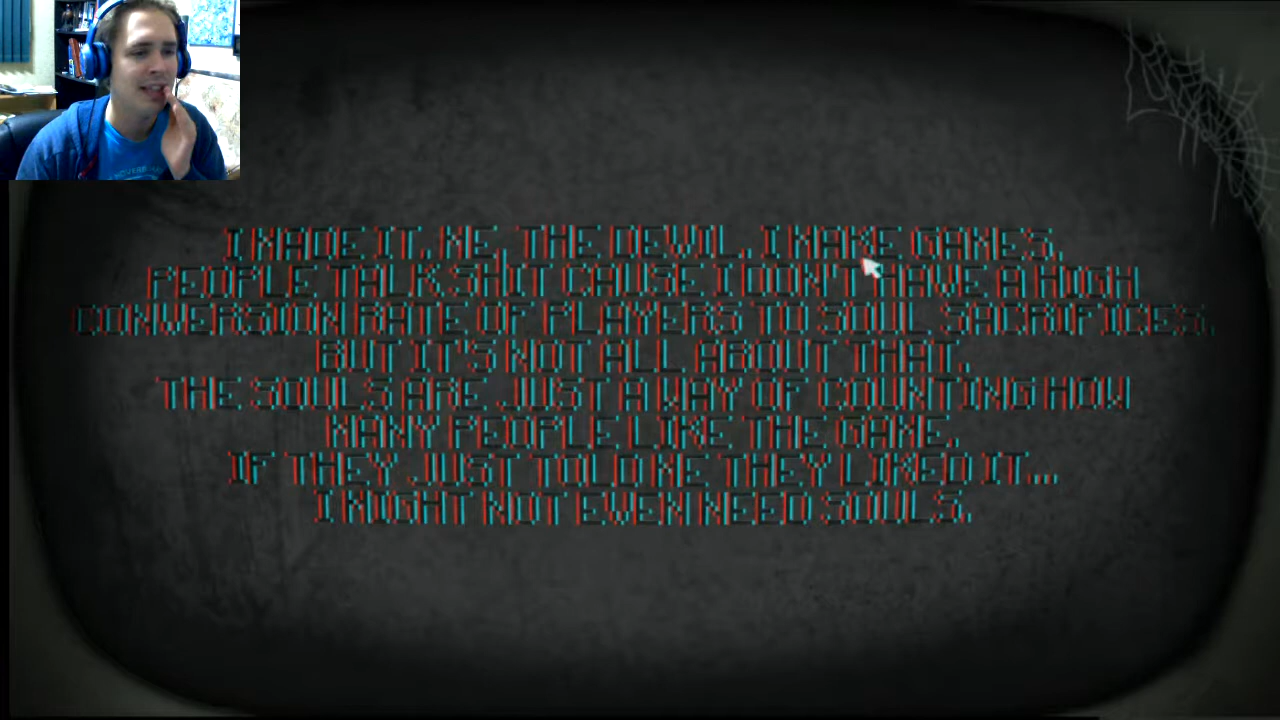 I MADE IT. ME, THE DEVIL. I MAKE GAMES.
PEOPLE TALK SHIT CAUSE I DON'T HAVE A HIGH
CONVERSION RATE OF PLAYERS TO SOUL SACRIFICES.
BUT IT'S NOT ALL ABOUT THAT.
THE SOULS ARE JUST A WAY OF COUNTING HOW
MANY PEOPLE LIKE THE GAME.
IF THEY JUST TOLD ME THEY LIKED IT...
I MIGHT NOT EVEN NEED SOULS.